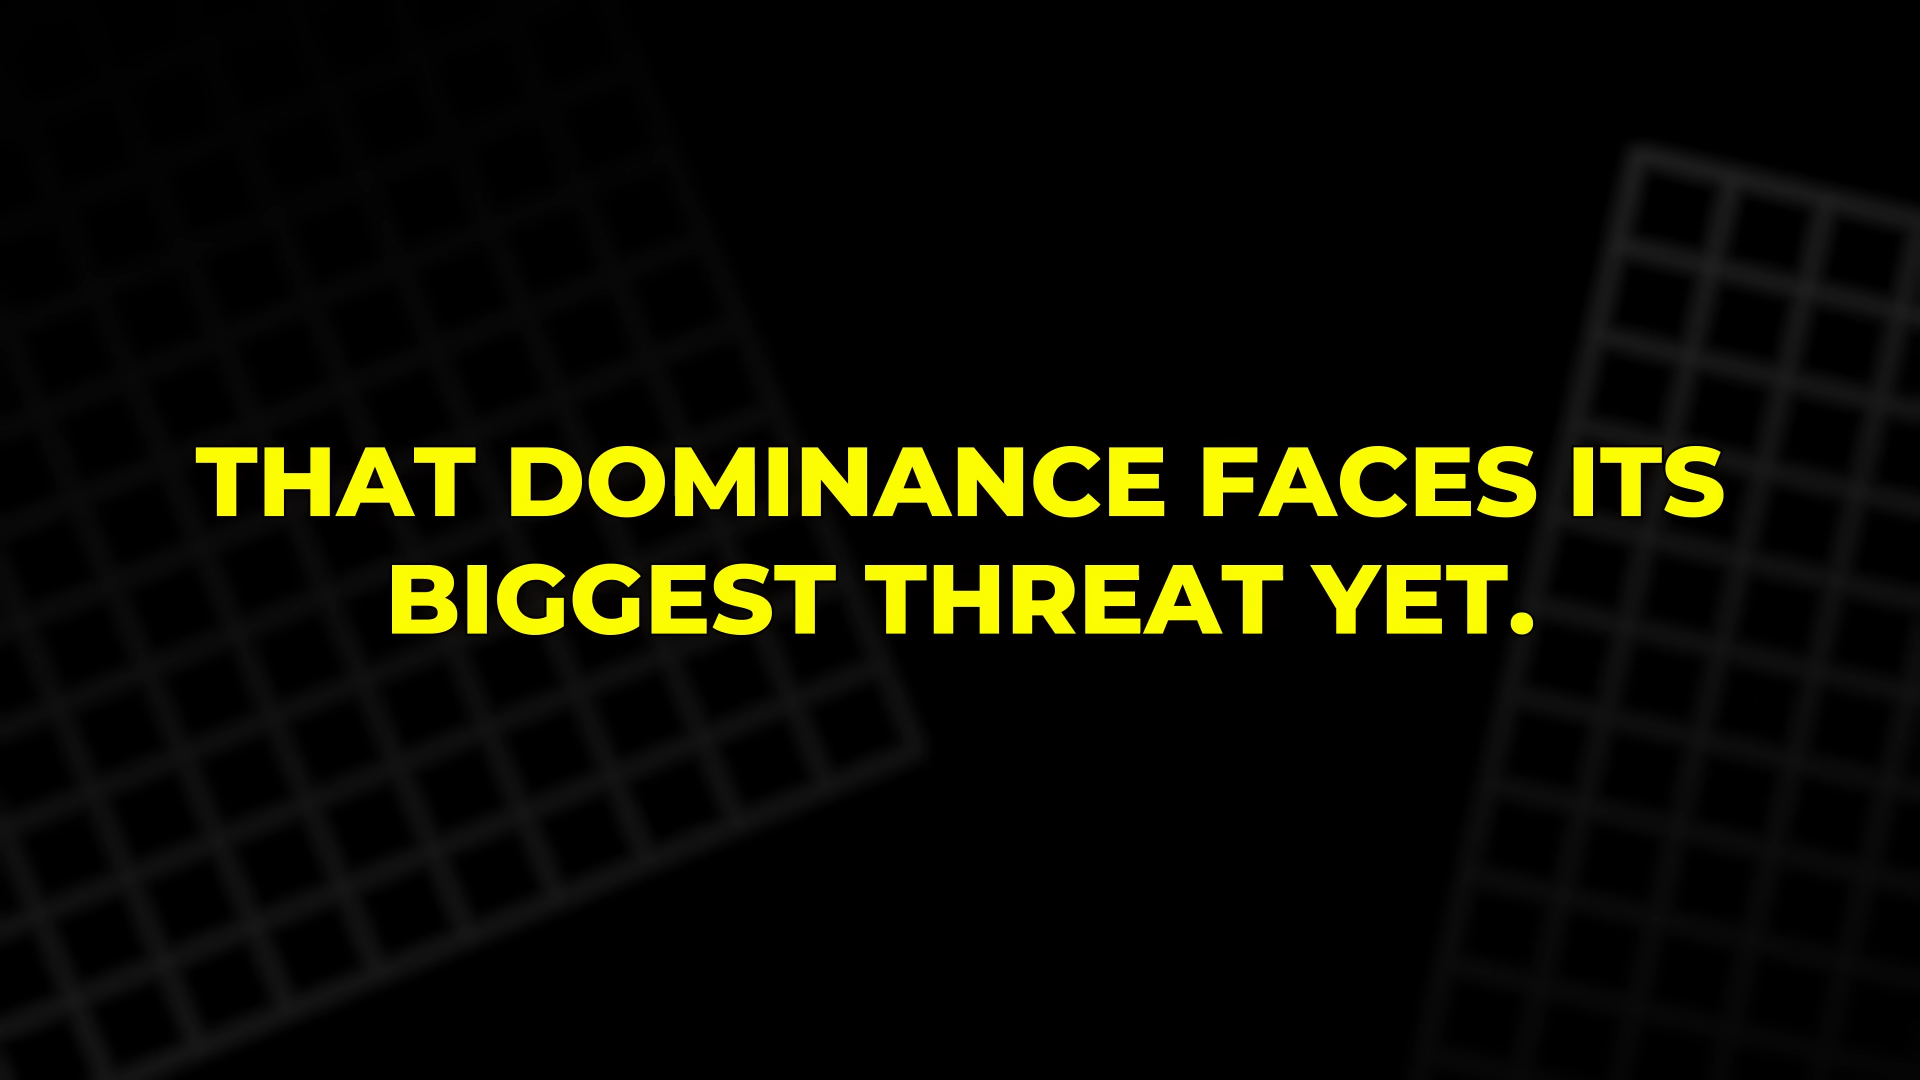 THAT DOMINANCE FACES ITS
BIGGEST THREAT YET.